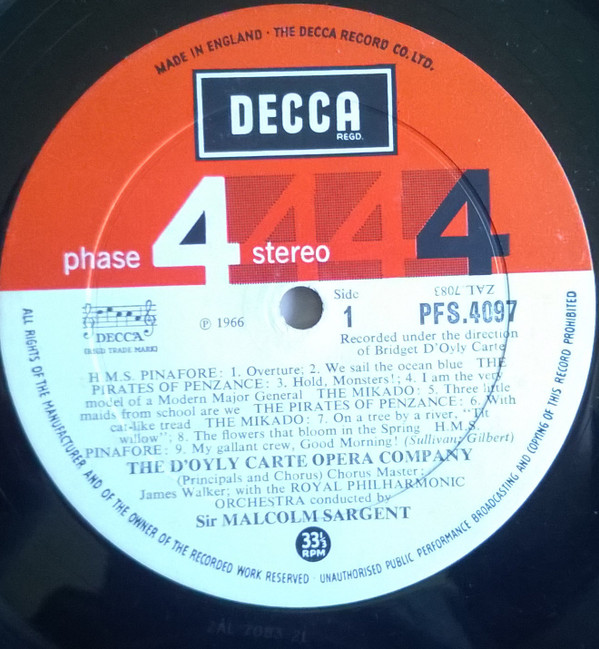 MADE IN ENGLAND · THE DECCA RECORD CO. LTD.
DECCA
REGD.
phase 4 stereo 4 4 4
DECCA
(REGD TRADE MARK)
℗ 1966
Side
1
ZAL 7083
PFS.4097
Recorded under the direction
of Bridget D'Oyly Carte
H.M.S. PINAFORE: 1. Overture; 2. We sail the ocean blue THE
PIRATES OF PENZANCE: 3. Hold, Monsters!; 4. I am the very
model of a Modern Major General THE MIKADO: 5. Three little
maids from school are we THE PIRATES OF PENZANCE: 6. With
cat-like tread THE MIKADO: 7. On a tree by a river, "Tit
willow"; 8. The flowers that bloom in the Spring H.M.S.
PINAFORE: 9. My gallant crew, Good Morning! (Sullivan; Gilbert)
THE D'OYLY CARTE OPERA COMPANY
(Principals and Chorus) Chorus Master;
James Walker; with the ROYAL PHILHARMONIC
ORCHESTRA conducted by
Sir MALCOLM SARGENT
33⅓
RPM
ALL RIGHTS OF THE MANUFACTURER AND OF THE OWNER OF THE RECORDED WORK RESERVED · UNAUTHORISED PUBLIC PERFORMANCE BROADCASTING AND COPYING OF THIS RECORD PROHIBITED